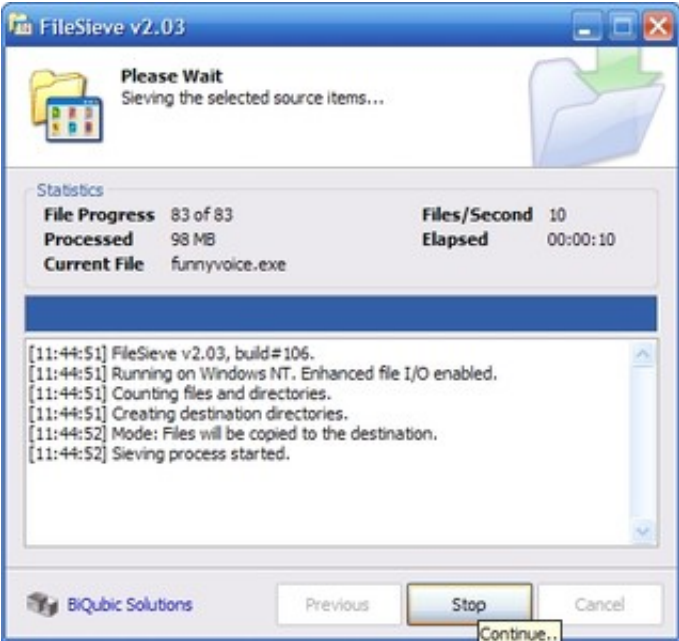 FileSieve v2.03
Please Wait
Sieving the selected source items...
Statistics
File Progress 83 of 83 Files/Second 10
Processed 98 MB Elapsed 00:00:10
Current File funnyvoice.exe
[11:44:51] FileSieve v2.03, build#106.
[11:44:51] Running on Windows NT. Enhanced file I/O enabled.
[11:44:51] Counting files and directories.
[11:44:51] Creating destination directories.
[11:44:52] Mode: Files will be copied to the destination.
[11:44:52] Sieving process started.
BiQubic Solutions Previous Stop Cancel
Continue..